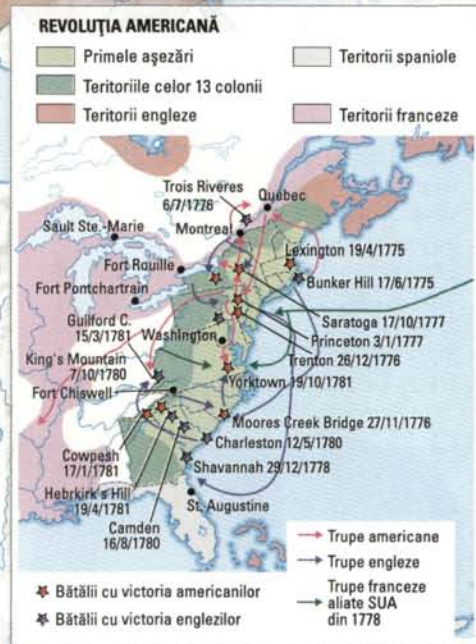 REVOLUŢIA AMERICANĂ
Primele aşezări
Teritorii spaniole
Teritoriile celor 13 colonii
Teritorii engleze
Teritorii franceze
Trois Riveres
6/7/1776
Québec
Sault Ste.-Marie
Montreal
Lexington 19/4/1775
Fort Rouille
Bunker Hill 17/6/1775
Fort Pontchartrain
Saratoga 17/10/1777
Guilford C.
15/3/1781
Washington
Princeton 3/1/1777
Trenton 26/12/1776
King's Mountain
7/10/1780
Yorktown 19/10/1781
Fort Chiswell
Moores Creek Bridge 27/11/1776
Cowpesh
17/1/1781
Charleston 12/5/1780
Shavannah 29/12/1778
Hebrkirk's Hill
19/4/1781
St. Augustine
Camden
16/8/1780
Trupe americane
Trupe engleze
Trupe franceze
aliate SUA
din 1778
Bătălii cu victoria americanilor
Bătălii cu victoria englezilor